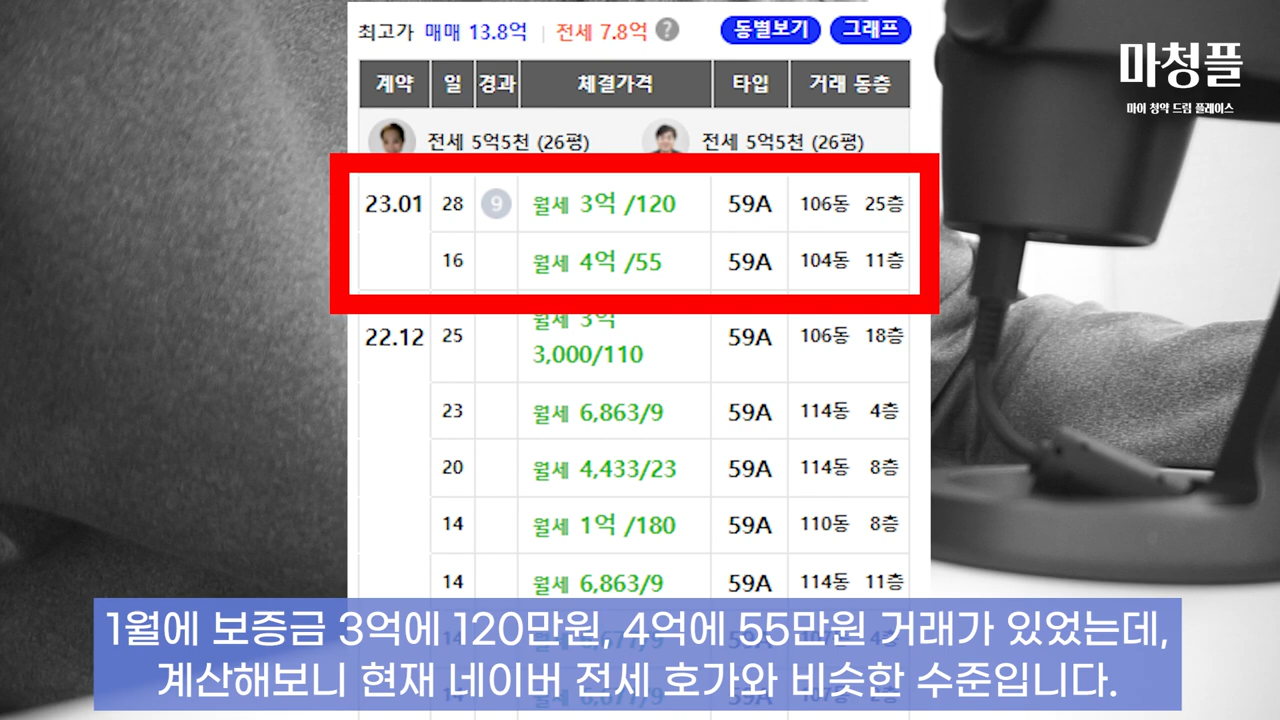 최고가 매매 13.8억 | 전세 7.8억 ? 동별보기 그래프
마청플
마이 청약 드림 플레이스
계약 일 경과 체결가격 타입 거래 동층
전세 5억5천 (26평) 전세 5억5천 (26평)
23.01 28 9 월세 3억 /120 59A 106동 25층
16 월세 4억 /55 59A 104동 11층
22.12 25 월세 3억 3,000/110 59A 106동 18층
23 월세 6,863/9 59A 114동 4층
20 월세 4,433/23 59A 114동 8층
14 월세 1억 /180 59A 110동 8층
14 월세 6,863/9 59A 114동 11층
1월에 보증금 3억에 120만원, 4억에 55만원 거래가 있었는데,
계산해보니 현재 네이버 전세 호가와 비슷한 수준입니다.